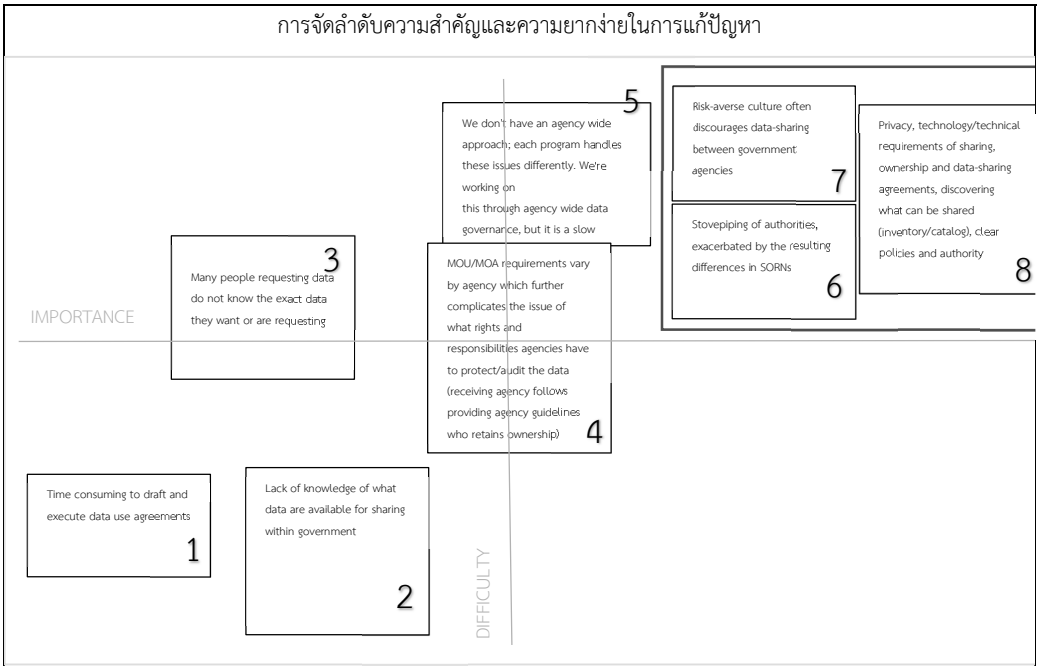 การจัดลำดับความสำคัญและความยากง่ายในการแก้ปัญหา
5
We don't have an agency wide
approach; each program handles
these issues differently. We're
working on
this through agency wide data
governance, but it is a slow
Risk-averse culture often
discourages data-sharing
between government
agencies
7
Privacy, technology/technical
requirements of sharing,
ownership and data-sharing
agreements, discovering
what can be shared
(inventory/catalog), clear
policies and authority
8
Stovepiping of authorities,
exacerbated by the resulting
differences in SORNs
6
3
Many people requesting data
do not know the exact data
they want or are requesting
IMPORTANCE
MOU/MOA requirements vary
by agency which further
complicates the issue of
what rights and
responsibilities agencies have
to protect/audit the data
(receiving agency follows
providing agency guidelines
who retains ownership)
4
Time consuming to draft and
execute data use agreements
1
Lack of knowledge of what
data are available for sharing
within government
2
DIFFICULTY